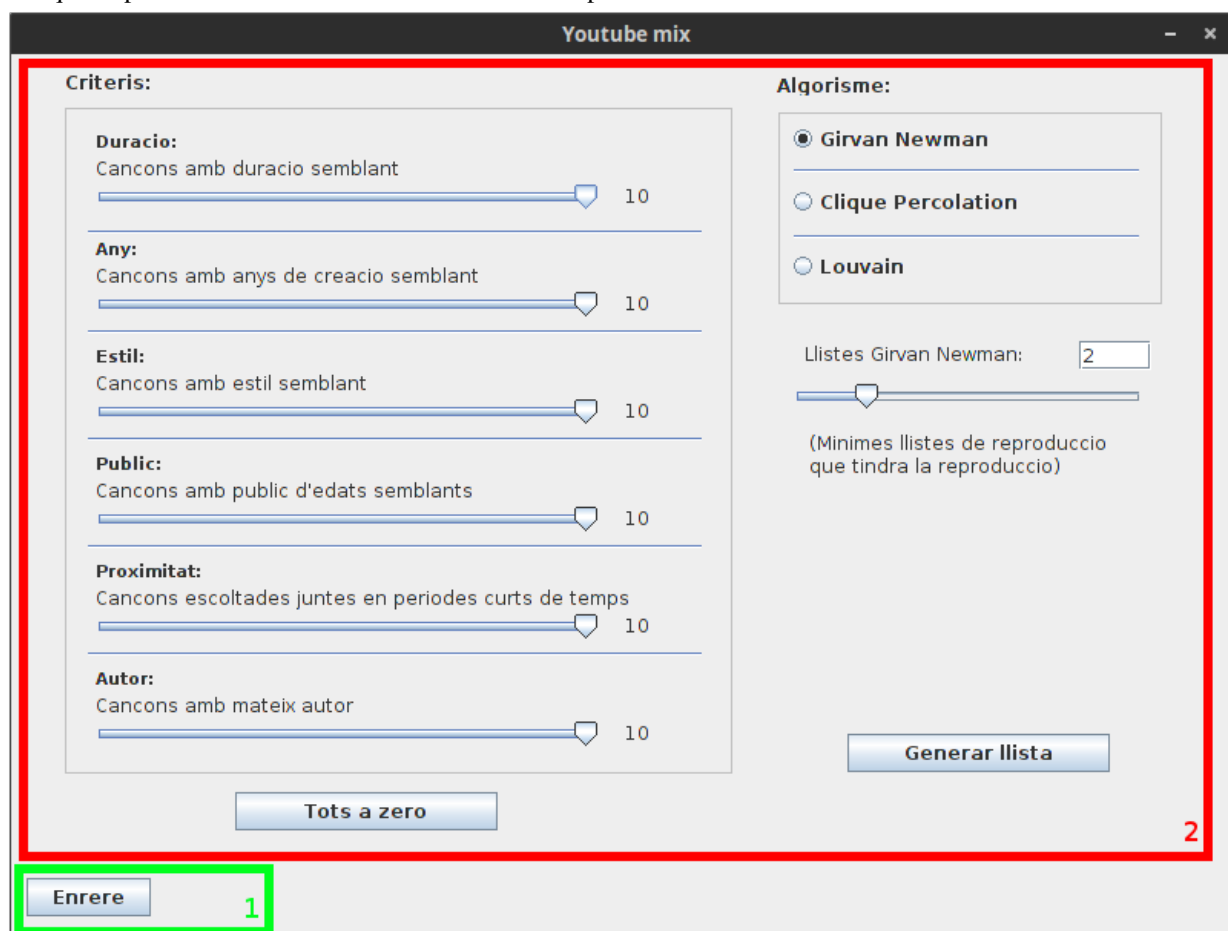 Youtube mix
Criteris:
Duracio:
Cancons amb duracio semblant
10
Any:
Cancons amb anys de creacio semblant
10
Estil:
Cancons amb estil semblant
10
Public:
Cancons amb public d'edats semblants
10
Proximitat:
Cancons escoltades juntes en periodes curts de temps
10
Autor:
Cancons amb mateix autor
10
Tots a zero
Algorisme:
Girvan Newman
Clique Percolation
Louvain
Llistes Girvan Newman: 2
(Minimes llistes de reproduccio
que tindra la reproduccio)
Generar llista
2
Enrere
1